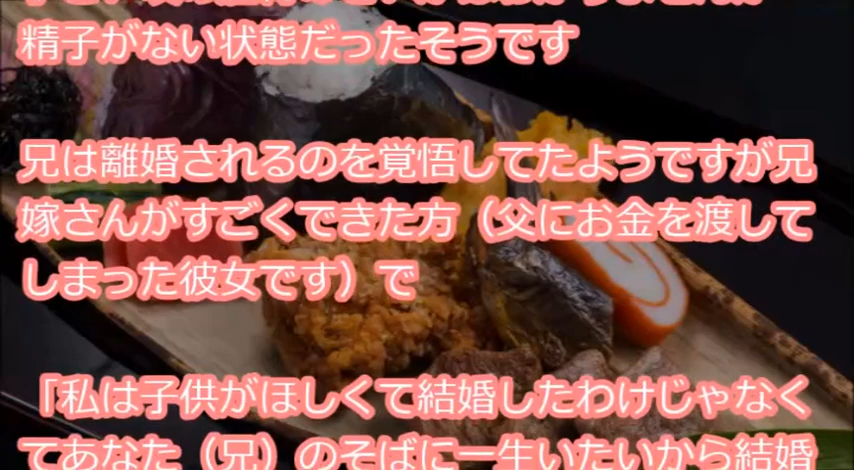 精子がない状態だったそうです
兄は離婚されるのを覚悟してたようですが兄
嫁さんがすごくできた方（父にお金を渡して
しまった彼女です）で
「私は子供がほしくて結婚したわけじゃなく
てあなた（兄）のそばに一生いたいから結婚